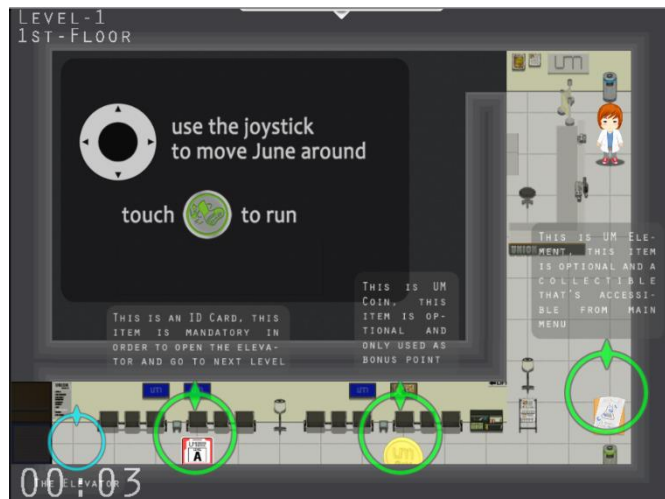 LEVEL-1
1ST-FLOOR
um
use the joystick
to move June around
touch to run
THIS IS UM ELE-
MENT, THIS ITEM
IS OPTIONAL AND A
COLLECTIBLE
THAT'S ACCESSI-
BLE FROM MAIN
MENU
THIS IS UM
COIN, THIS
ITEM IS OP-
TIONAL AND
ONLY USED AS
BONUS POINT
THIS IS AN ID CARD, THIS
ITEM IS MANDATORY IN
ORDER TO OPEN THE ELEVA-
TOR AND GO TO NEXT LEVEL
um
A
um
00:03
THE ELEVATOR